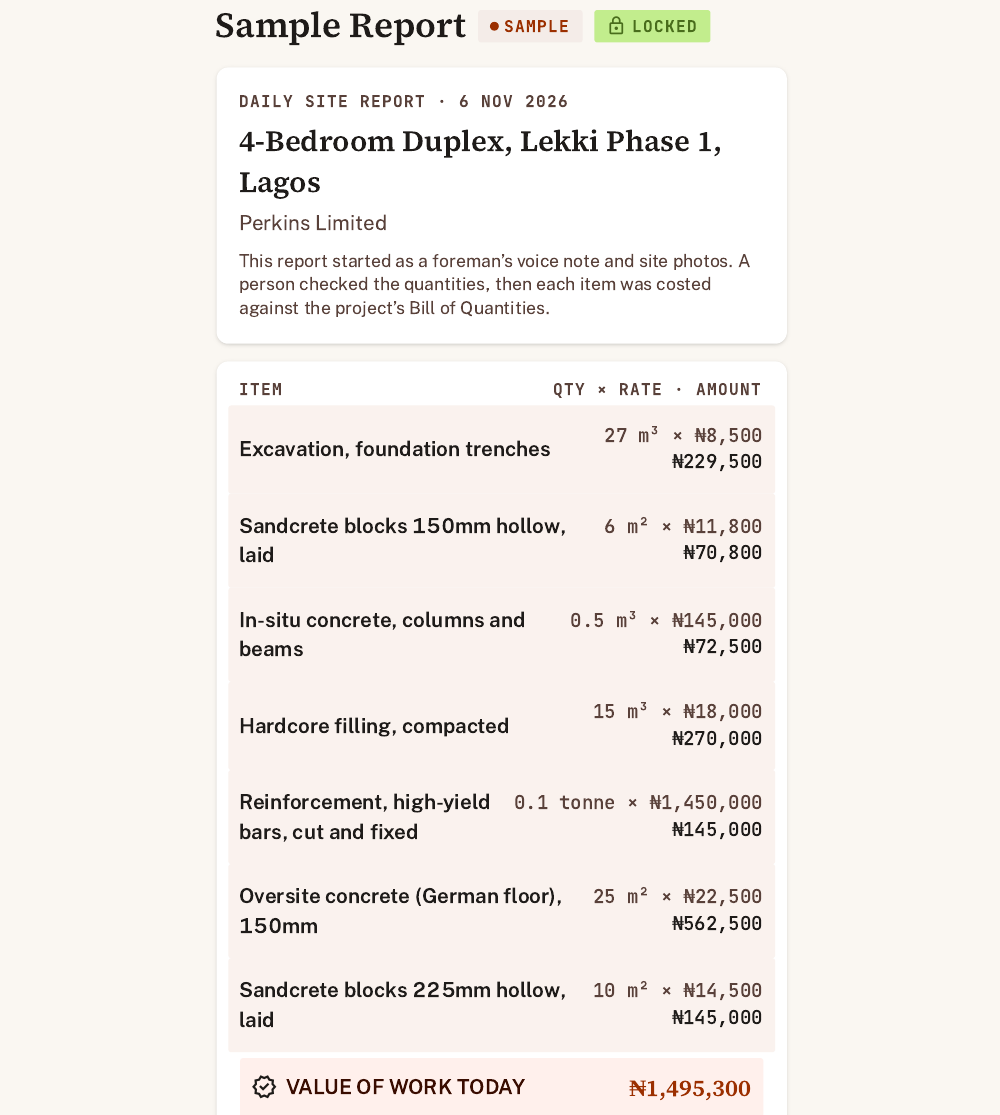 Sample Report
SAMPLE
LOCKED
DAILY SITE REPORT · 6 NOV 2026
4-Bedroom Duplex, Lekki Phase 1,
Lagos
Perkins Limited
This report started as a foreman’s voice note and site photos. A
person checked the quantities, then each item was costed
against the project’s Bill of Quantities.
ITEM QTY × RATE · AMOUNT
Excavation, foundation trenches 27 m³ × ₦8,500
₦229,500
Sandcrete blocks 150mm hollow, 6 m² × ₦11,800
laid ₦70,800
In-situ concrete, columns and 0.5 m³ × ₦145,000
beams ₦72,500
Hardcore filling, compacted 15 m³ × ₦18,000
₦270,000
Reinforcement, high-yield 0.1 tonne × ₦1,450,000
bars, cut and fixed ₦145,000
Oversite concrete (German floor), 25 m² × ₦22,500
150mm ₦562,500
Sandcrete blocks 225mm hollow, 10 m² × ₦14,500
laid ₦145,000
VALUE OF WORK TODAY ₦1,495,300